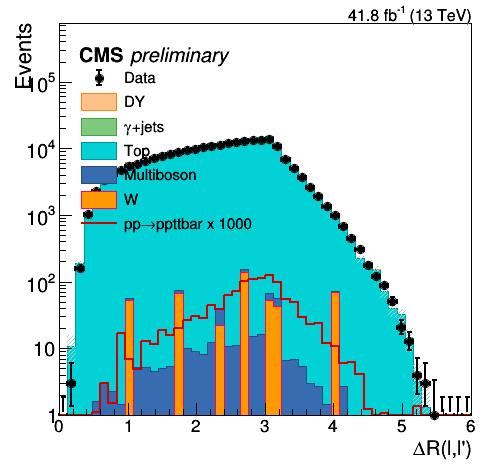 41.8 fb⁻¹ (13 TeV)
Events
CMS preliminary
Data
DY
γ+jets
Top
Multiboson
W
pp→ppttbar x 1000
10⁵
10⁴
10³
10²
10
1
0 1 2 3 4 5 6
ΔR(l,l')